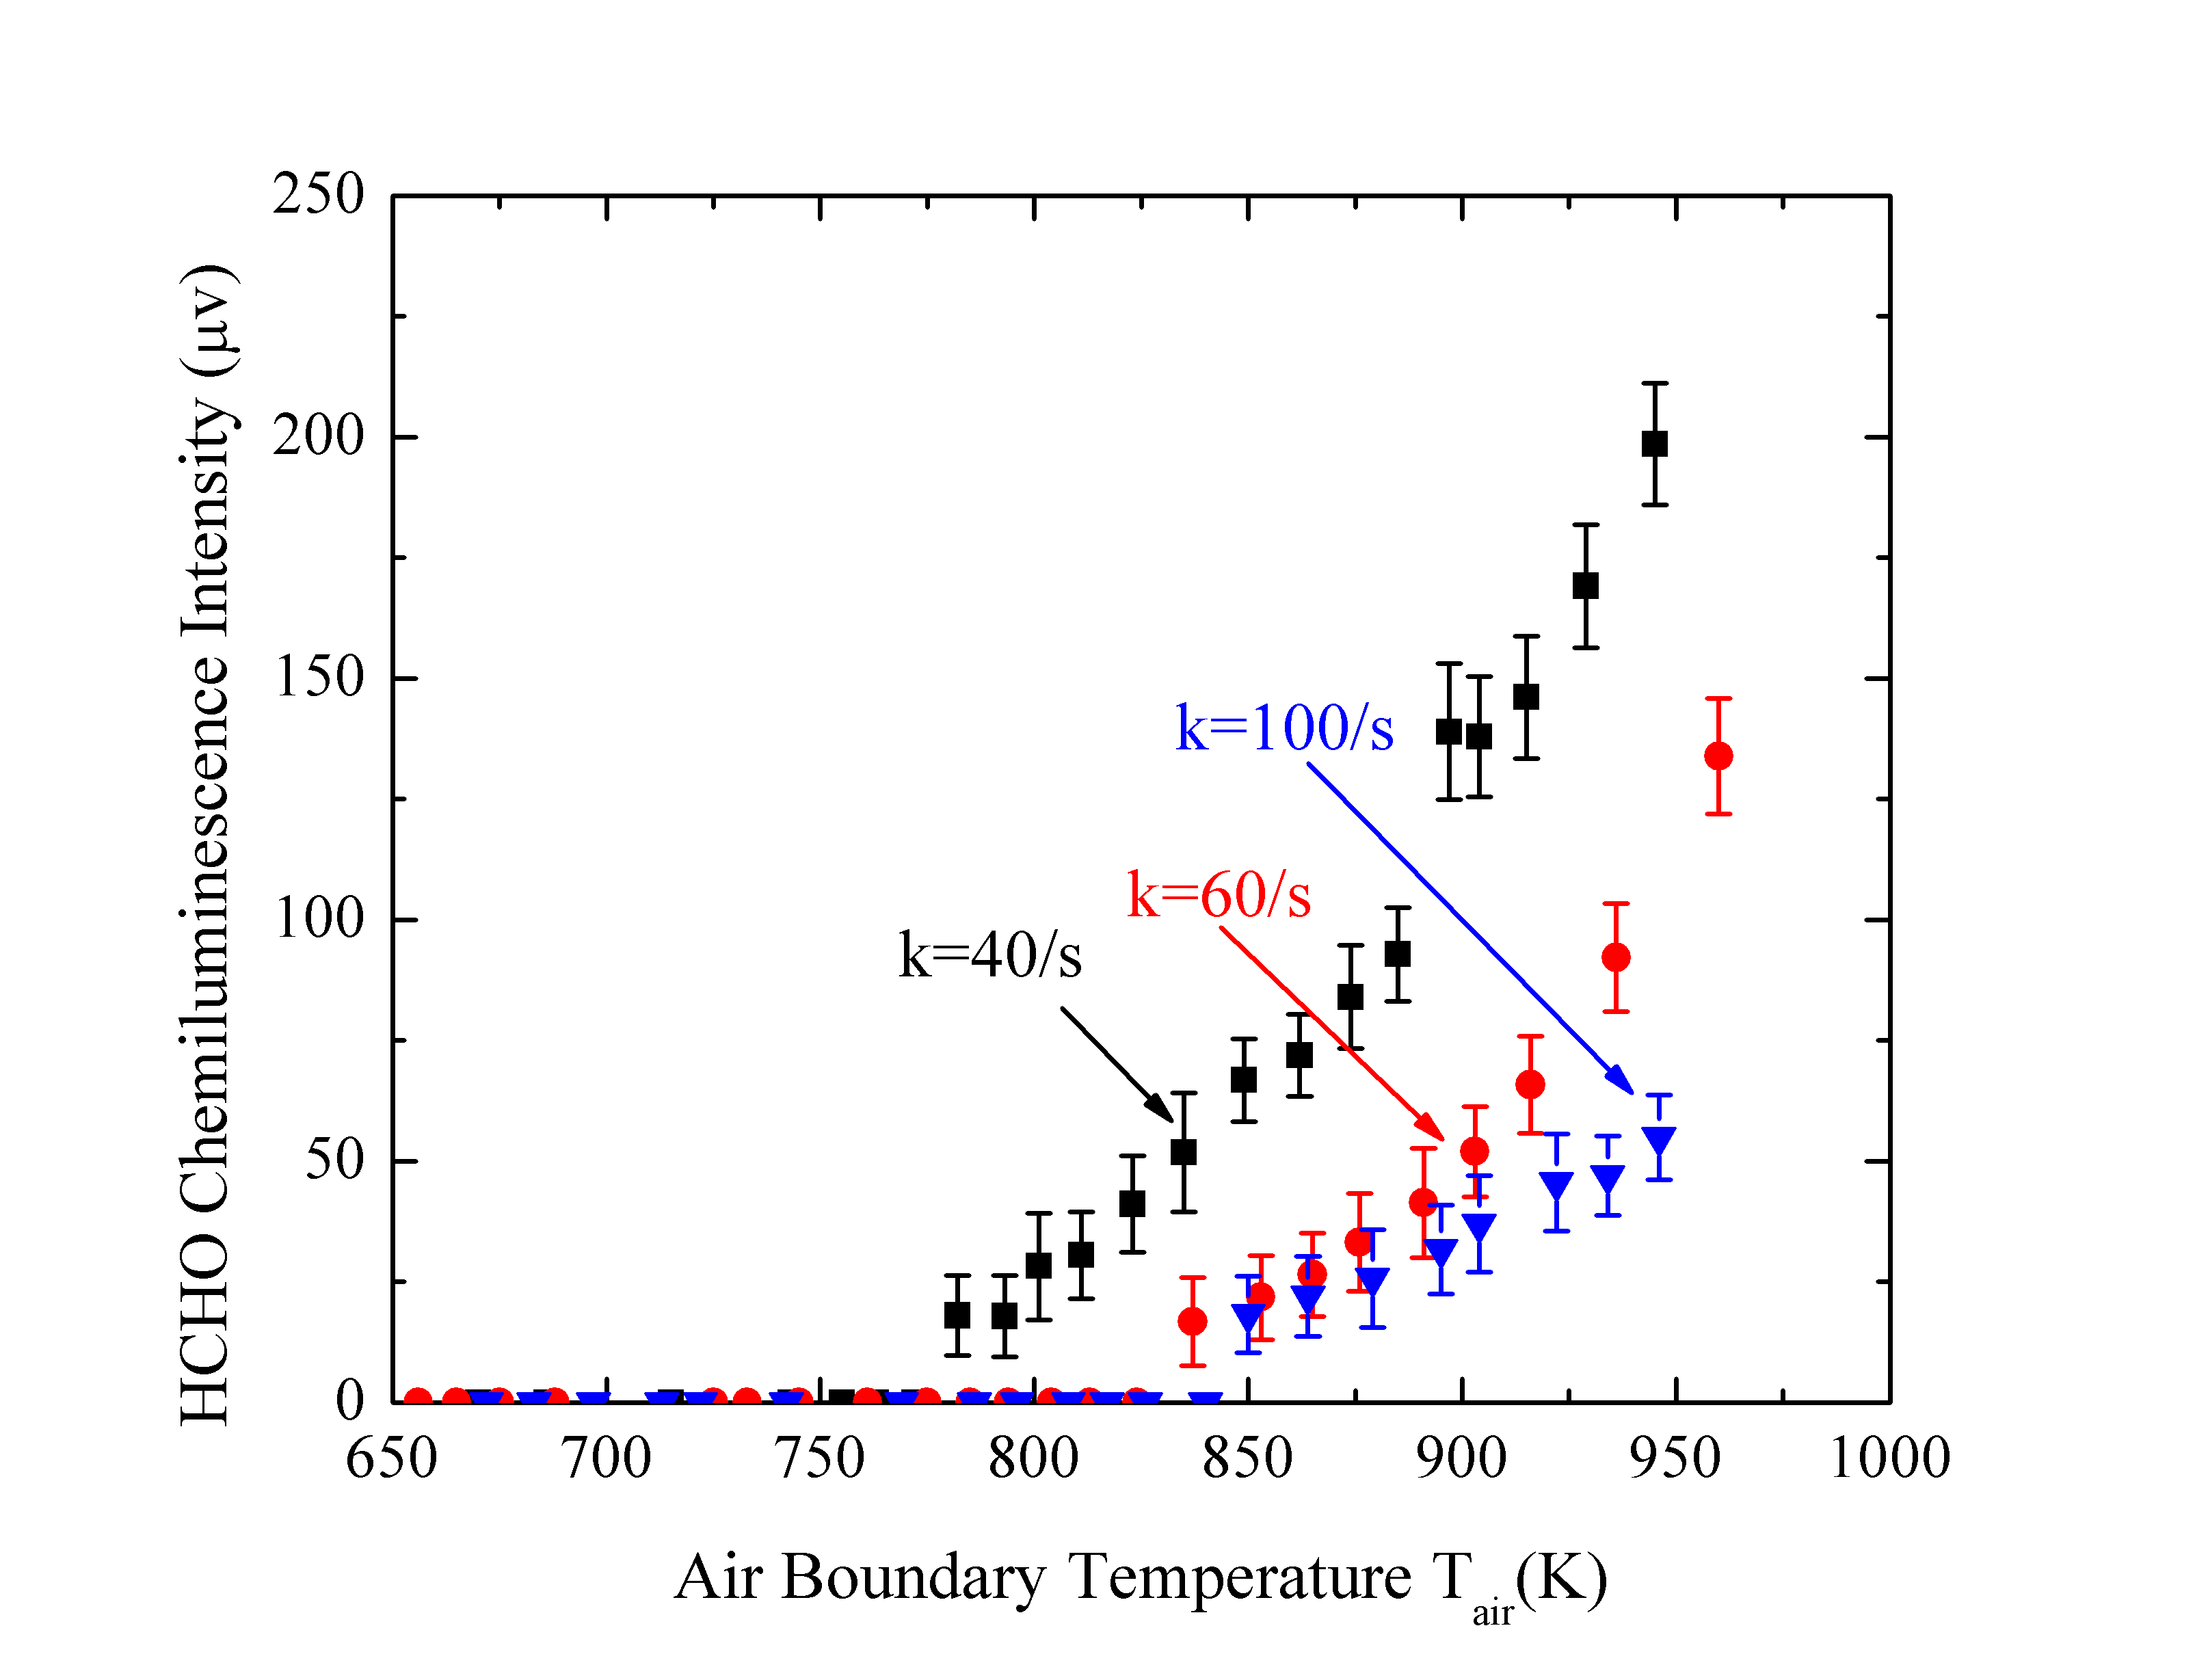 250
200
150
100
50
0
HCHO Chemiluminescence Intensity (μv)
k=100/s
k=60/s
k=40/s
650 700 750 800 850 900 950 1000
Air Boundary Temperature Tair(K)